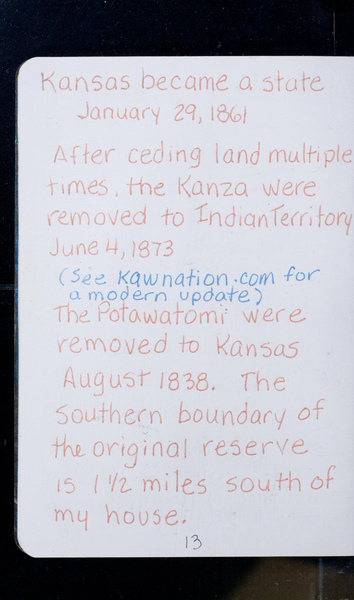 Kansas became a state
January 29, 1861
After ceding land multiple
times, the Kanza were
removed to Indian Territory
June 4, 1873
(See Kawnation.com for
a modern update)
The Potawatomi were
removed to Kansas
August 1838. The
southern boundary of
the original reserve
is 1 1/2 miles south of
my house.
13